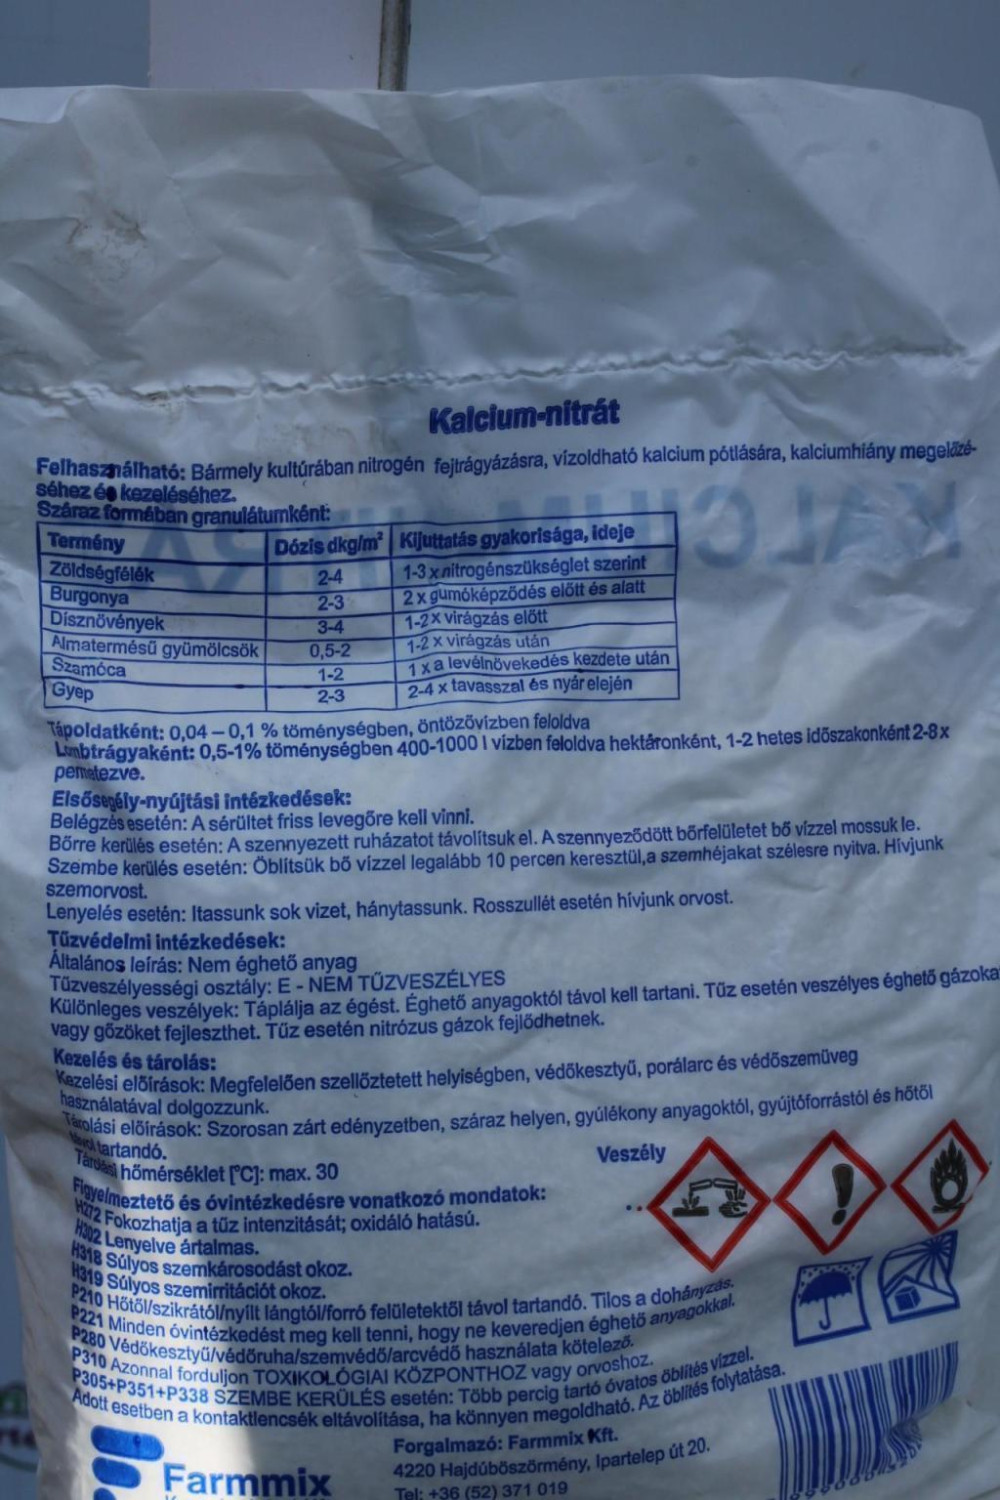 Kalcium-nitrát
Felhasználható: Bármely kultúrában nitrogén fejtrágyázásra, vízoldható kalcium pótlására, kalciumhiány megelőzé-
séhez és kezeléséhez.
Száraz formában granulátumként:
Termény Dózis dkg/m² Kijuttatás gyakorisága, ideje
Zöldségfélék 2-4 1-3 x nitrogénszükséglet szerint
Burgonya 2-3 2 x gumóképződés előtt és alatt
Dísznövények 3-4 1-2 x virágzás előtt
Almatermésű gyümölcsök 0,5-2 1-2 x virágzás után
Szamóca 1-2 1 x a levélnövekedés kezdete után
Gyep 2-3 2-4 x tavasszal és nyár elején
Tápoldatként: 0,04 – 0,1 % töménységben, öntözővízben feloldva
Lombtrágyaként: 0,5-1% töménységben 400-1000 l vízben feloldva hektáronként, 1-2 hetes időszakonként 2-8 x
permetezve.
Elsősegély-nyújtási intézkedések:
Belégzés esetén: A sérültet friss levegőre kell vinni.
Bőrre kerülés esetén: A szennyezett ruházatot távolítsuk el. A szennyeződött bőrfelületet bő vízzel mossuk le.
Szembe kerülés esetén: Öblítsük bő vízzel legalább 10 percen keresztül,a szemhéjakat szélesre nyitva. Hívjunk
szemorvost.
Lenyelés esetén: Itassunk sok vizet, hánytassunk. Rosszullét esetén hívjunk orvost.
Tűzvédelmi intézkedések:
Általános leírás: Nem éghető anyag
Tűzveszélyességi osztály: E - NEM TŰZVESZÉLYES
Különleges veszélyek: Táplálja az égést. Éghető anyagoktól távol kell tartani. Tűz esetén veszélyes éghető gázoka
vagy gőzöket fejleszthet. Tűz esetén nitrózus gázok fejlődhetnek.
Kezelés és tárolás:
Kezelési előírások: Megfelelően szellőztetett helyiségben, védőkesztyű, porálarc és védőszemüveg
használatával dolgozzunk.
Tárolási előírások: Szorosan zárt edényzetben, száraz helyen, gyúlékony anyagoktól, gyújtóforrástól és hőtől
távol tartandó.
Tárolási hőmérséklet [°C]: max. 30
Veszély
Figyelmeztető és óvintézkedésre vonatkozó mondatok:
H272 Fokozhatja a tűz intenzitását; oxidáló hatású.
H302 Lenyelve ártalmas.
H318 Súlyos szemkárosodást okoz.
H319 Súlyos szemirritációt okoz.
P210 Hőtől/szikrától/nyílt lángtól/forró felületektől távol tartandó. Tilos a dohányzás.
P221 Minden óvintézkedést meg kell tenni, hogy ne keveredjen éghető anyagokkal.
P280 Védőkesztyű/védőruha/szemvédő/arcvédő használata kötelező.
P310 Azonnal forduljon TOXIKOLÓGIAI KÖZPONTHOZ vagy orvoshoz.
P305+P351+P338 SZEMBE KERÜLÉS esetén: Több percig tartó óvatos öblítés vízzel.
Adott esetben a kontaktlencsék eltávolítása, ha könnyen megoldható. Az öblítés folytatása.
Farmmix
Forgalmazó: Farmmix Kft.
4220 Hajdúböszörmény, Ipartelep út 20.
Tel: +36 (52) 371 019